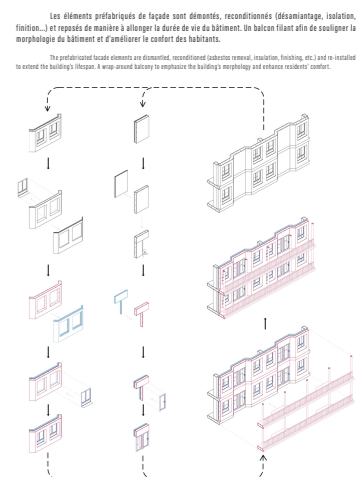 Les éléments préfabriqués de façade sont démontés, reconditionnés (désamiantage, isolation,
finition...) et reposés de manière à allonger la durée de vie du bâtiment. Un balcon filant afin de souligner la
morphologie du bâtiment et d'améliorer le confort des habitants.
The prefabricated facade elements are dismantled, reconditioned (asbestos removal, insulation, finishing, etc.) and re-installed
to extend the building's lifespan. A wrap-around balcony to emphasize the building's morphology and enhance residents' comfort.